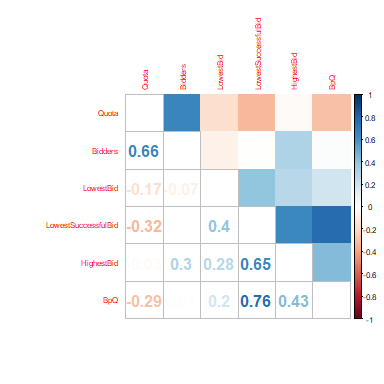 Quota
Bidders
LowestBid
LowestSuccessfulBid
HighestBid
BpQ
Quota
Bidders 0.66
LowestBid -0.17 -0.07
LowestSuccessfulBid -0.32 0.4
HighestBid 0.3 0.28 0.65
BpQ -0.29 0.2 0.76 0.43
1
0.8
0.6
0.4
0.2
0
-0.2
-0.4
-0.6
-0.8
-1